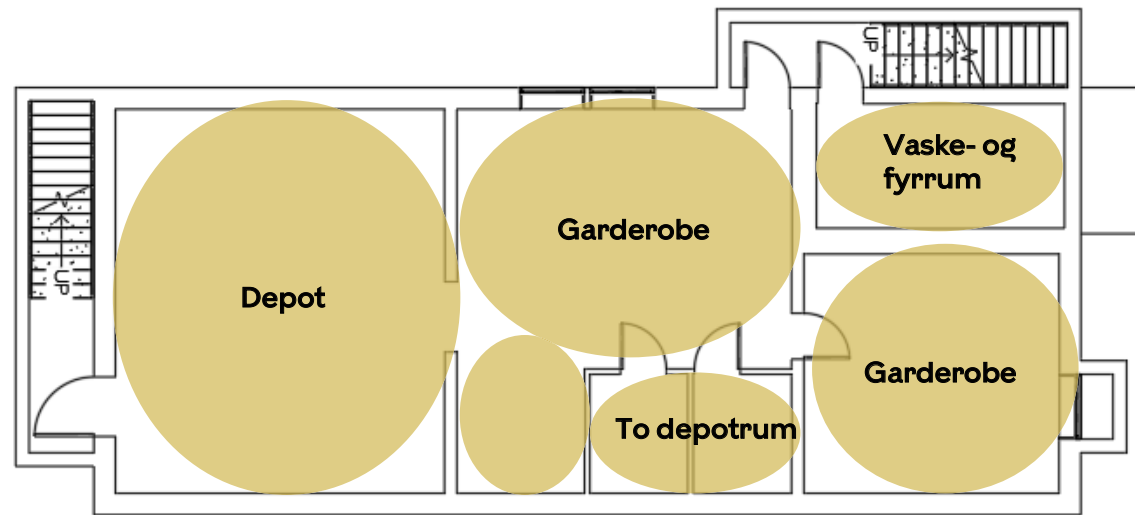 UP
Vaske- og
fyrrum
Garderobe
Depot
UP
Garderobe
To depotrum